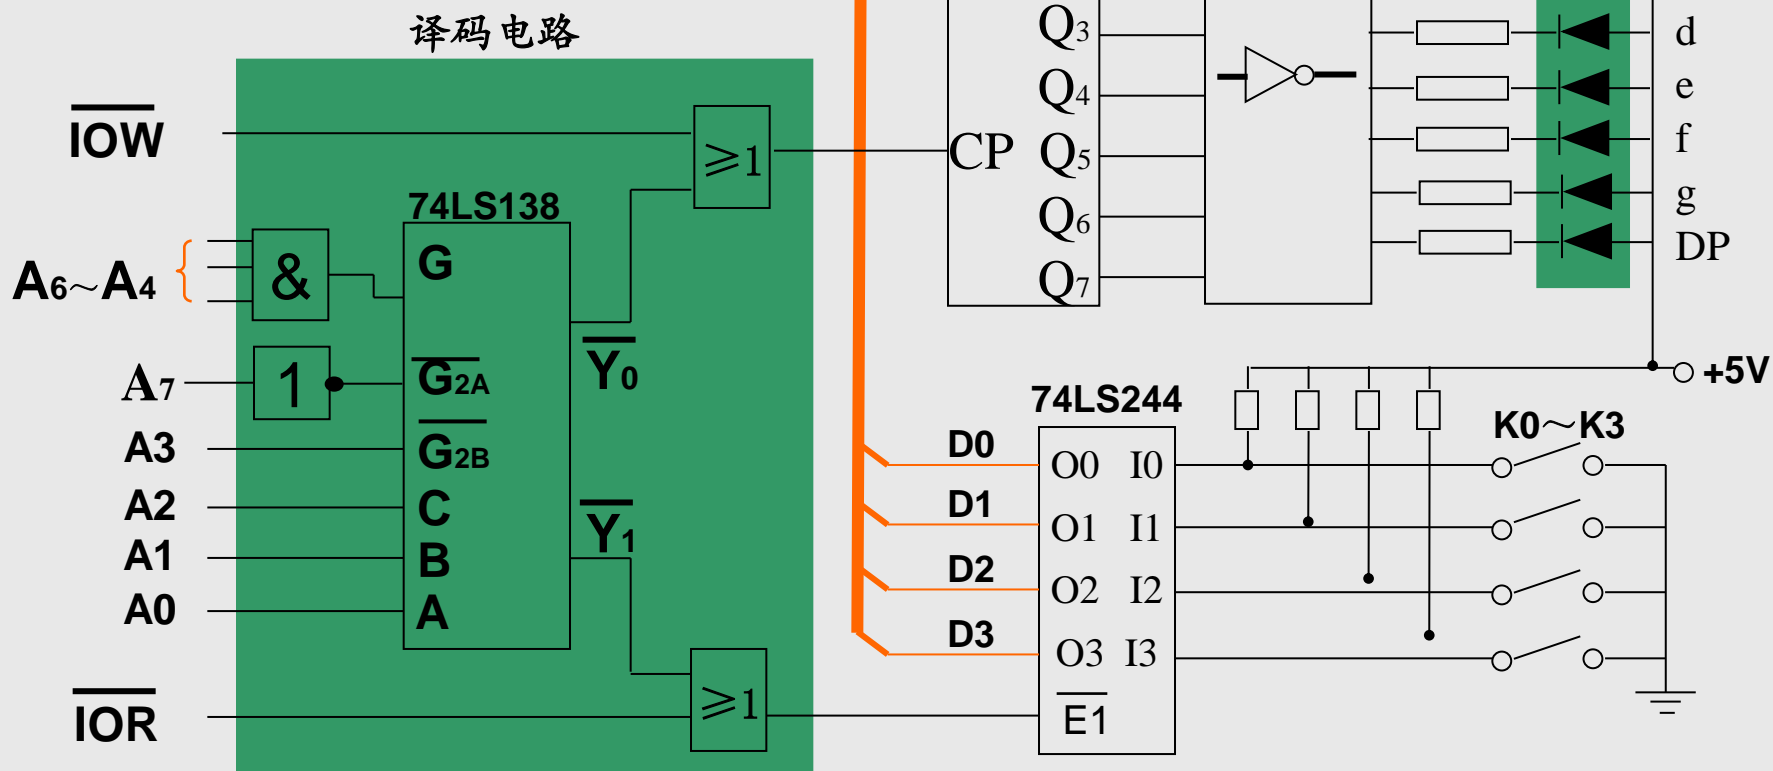 译码电路
IOW
A6～A4
A7
A3
A2
A1
A0
IOR
&
1
74LS138
G
G2A
G2B
C
B
A
Y0
Y1
≥1
≥1
CP
Q3
Q4
Q5
Q6
Q7
d
e
f
g
DP
+5V
74LS244
K0～K3
D0
D1
D2
D3
O0 I0
O1 I1
O2 I2
O3 I3
E1